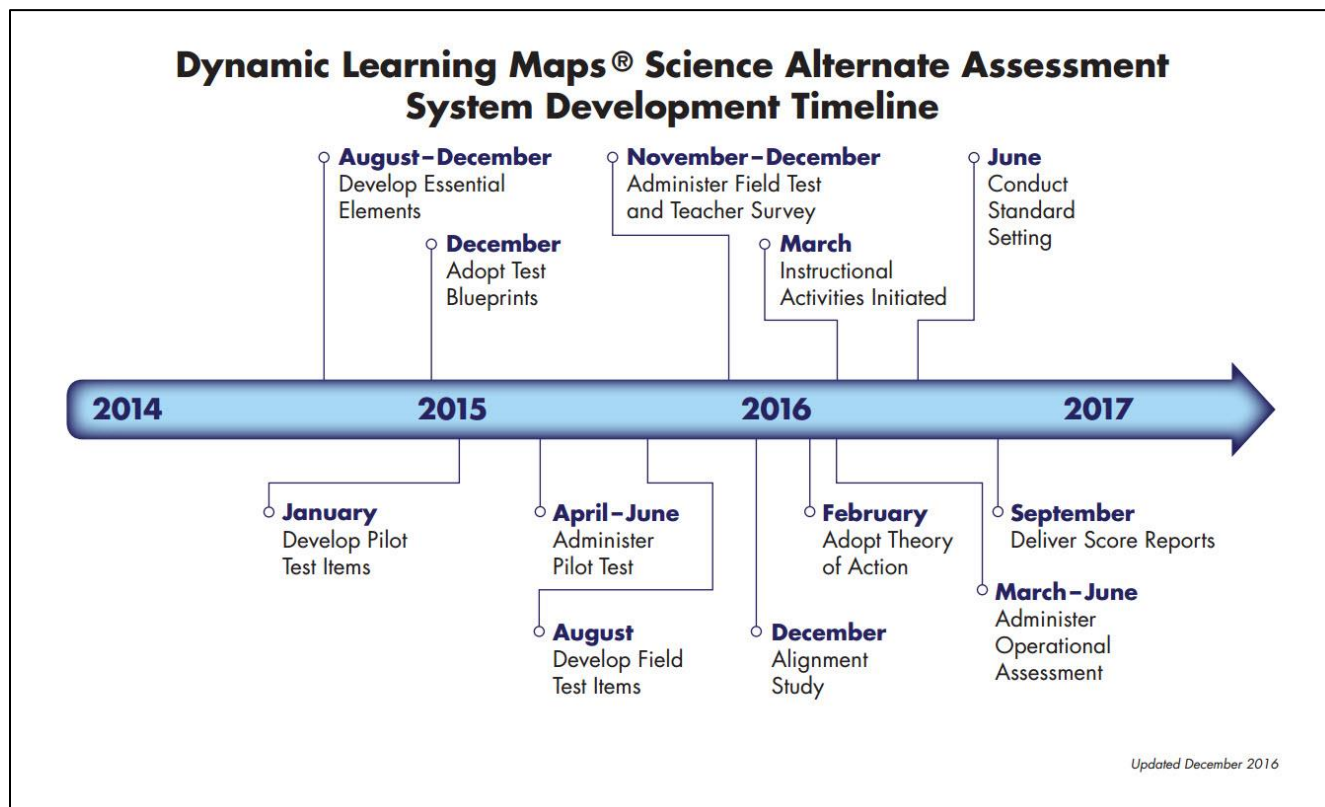 Dynamic Learning Maps® Science Alternate Assessment
System Development Timeline
August–December
Develop Essential
Elements
December
Adopt Test
Blueprints
November–December
Administer Field Test
and Teacher Survey
March
Instructional
Activities Initiated
June
Conduct
Standard
Setting
2014
2015
2016
2017
January
Develop Pilot
Test Items
April–June
Administer
Pilot Test
August
Develop Field
Test Items
December
Alignment
Study
February
Adopt Theory
of Action
September
Deliver Score Reports
March–June
Administer
Operational
Assessment
Updated December 2016